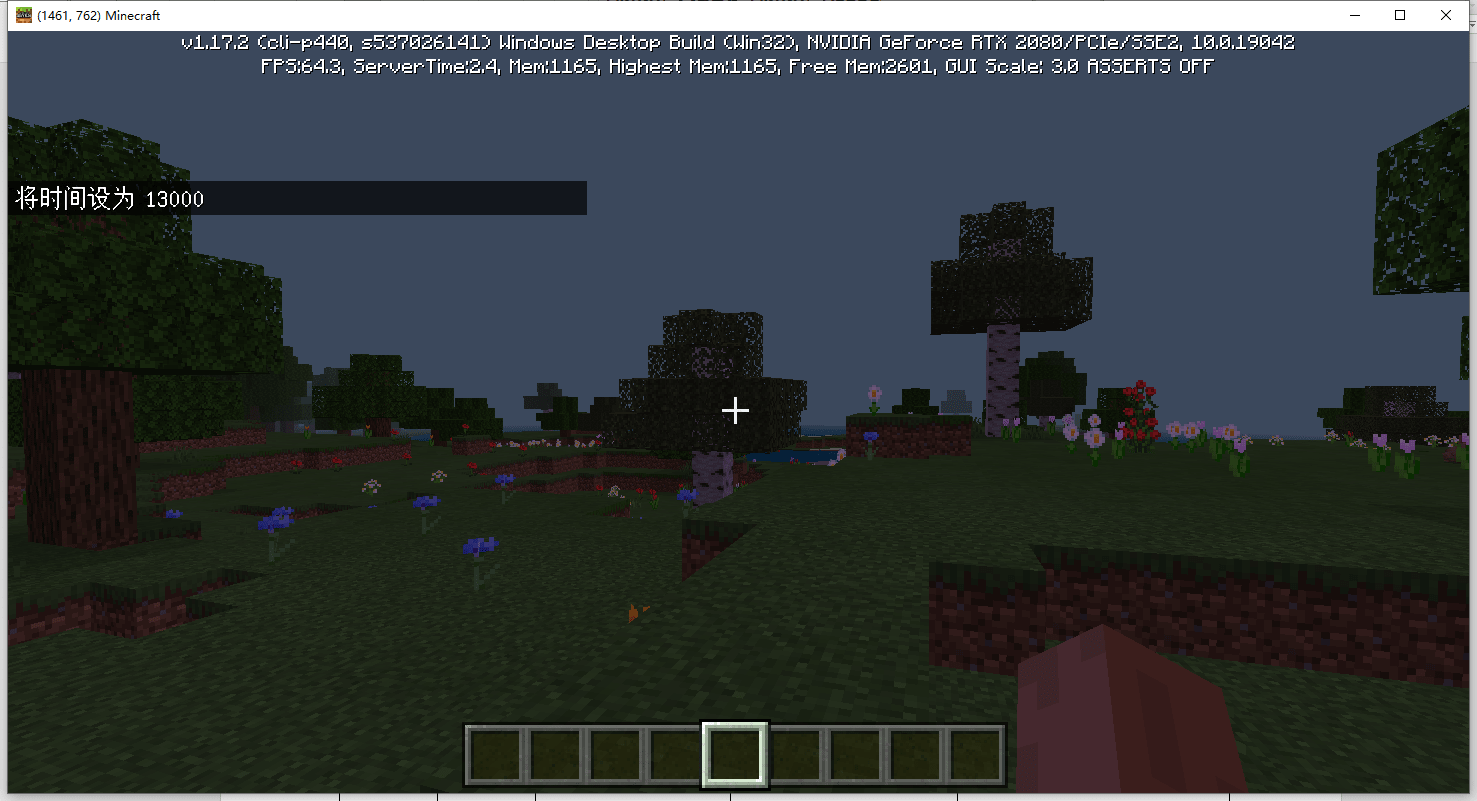 (1461, 762) Minecraft
v1.17.2 (cli-p440, s537026141) Windows Desktop Build (Win32), NVIDIA GeForce RTX 2080/PCIe/SSE2, 10.0.19042
FPS:64.3, ServerTime:2.4, Mem:1165, Highest Mem:1165, Free Mem:2601, GUI Scale: 3.0 ASSERTS OFF
将时间设为 13000